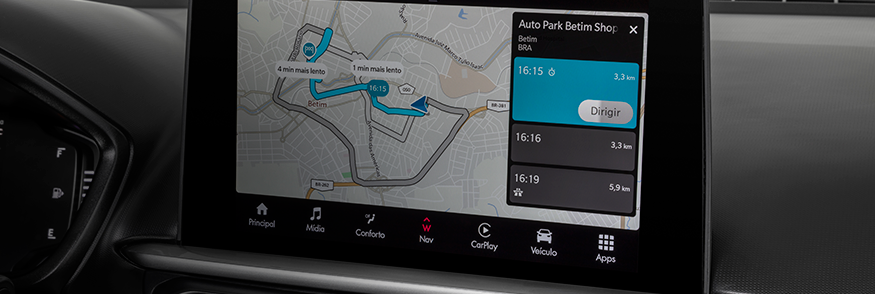 Auto Park Betim Shop
Betim
BRA
16:15
3,3 km
Dirigir
16:16
3,3 km
16:19
5,9 km
4 min mais lento
1 min mais lento
16:15
050
Betim
BR-381
BR-262
Principal
Mídia
Conforto
Nav
CarPlay
Veículo
Apps
F
E